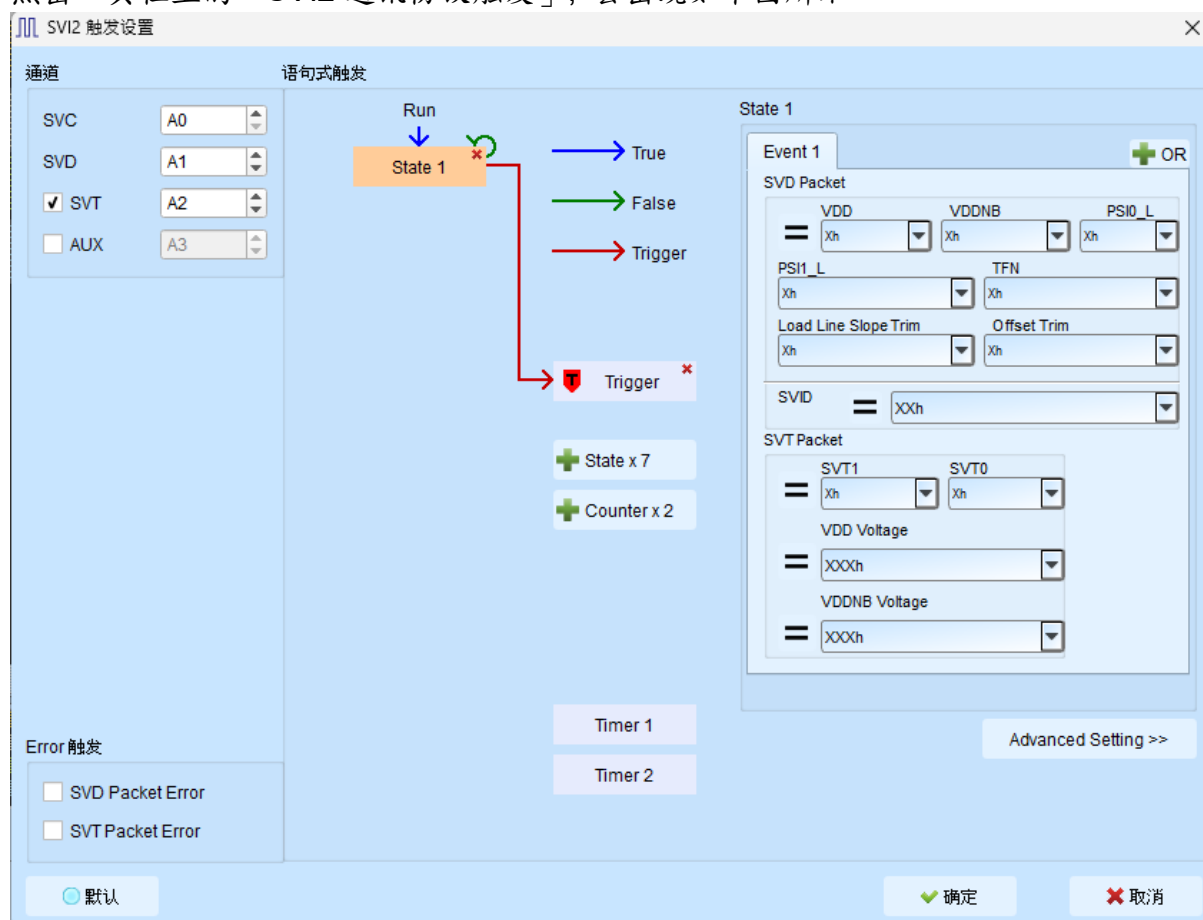 SVI2 触发设置
通道
语句式触发
SVC A0
SVD A1
SVT A2
AUX A3
Run
State 1
True
False
Trigger
Trigger
State x 7
Counter x 2
Timer 1
Timer 2
State 1
Event 1
OR
SVD Packet
VDD VDDNB PSI0_L
= Xh Xh Xh
PSI1_L TFN
Xh Xh
Load Line Slope Trim Offset Trim
Xh Xh
SVID = XXh
SVT Packet
SVT1 SVT0
= Xh Xh
VDD Voltage
= XXXh
VDDNB Voltage
= XXXh
Advanced Setting >>
Error 触发
SVD Packet Error
SVT Packet Error
默认
确定
取消